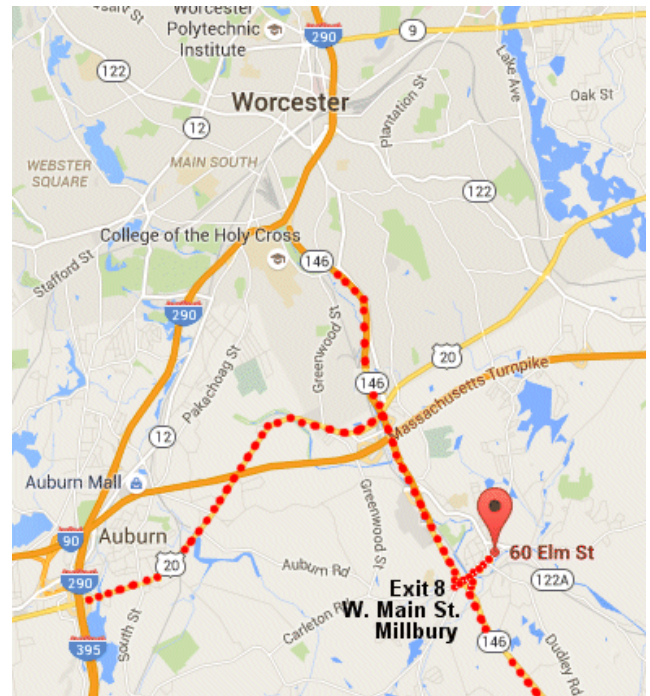 Worcester
Polytechnic
Institute
290
9
122
Lake Ave
Oak St
Plantation St
Worcester
12
WEBSTER
SQUARE
MAIN SOUTH
122
College of the Holy Cross
146
Stafford St
290
Greenwood St
20
Pakachoag St
146
Massachusetts Turnpike
12
Auburn Mall
90
Auburn
Greenwood St
20
Auburn Rd
60 Elm St
290
Exit 8
W. Main St.
Millbury
122A
Carleton Rd
South St
395
146
Dudley Rd